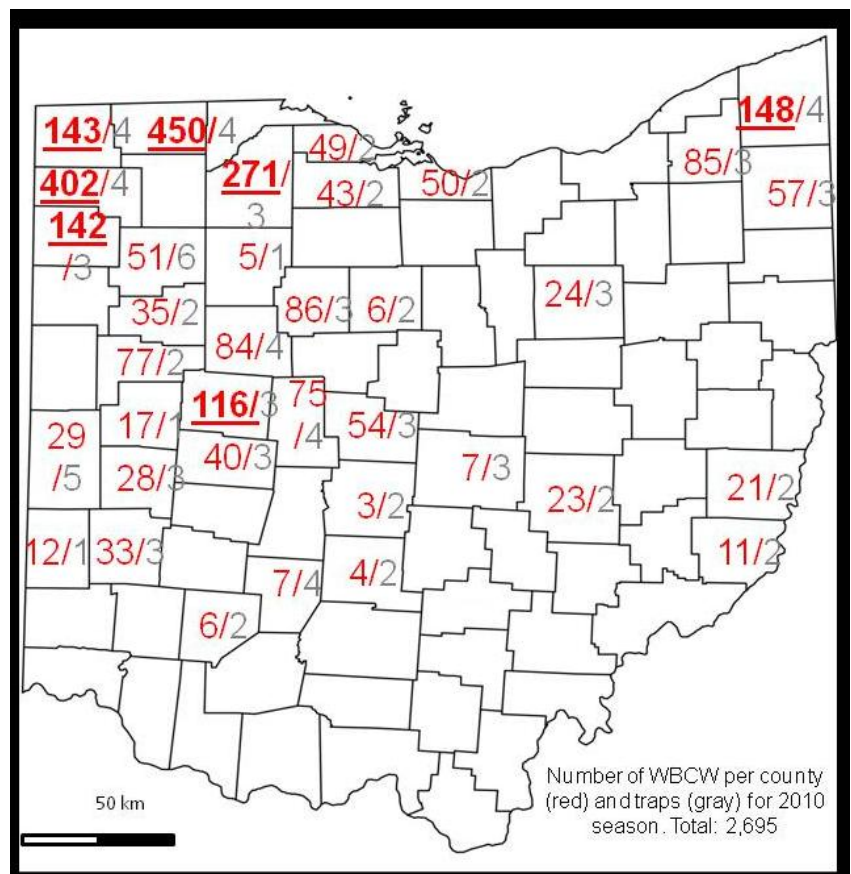 148/4
143/4 450/4
49/2
85/3
402/4 271/
3
43/2 50/2 57/3
142
/3
51/6 5/1
24/3
35/2 86/3 6/2
84/4
77/2
75
/4
116/3
17/1 54/3
29
/5
40/3
28/3 7/3
3/2 23/2 21/2
12/1 33/3 11/2
7/4 4/2
6/2
Number of WBCW per county
(red) and traps (gray) for 2010
season. Total: 2,695
50 km